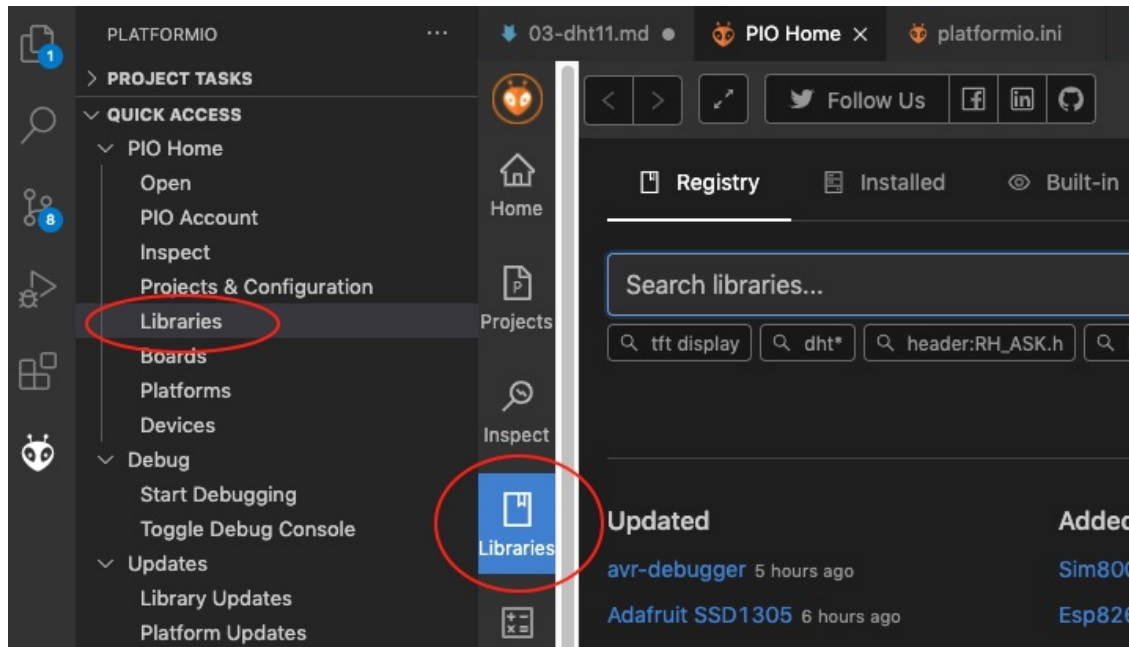 PLATFORMIO
PROJECT TASKS
QUICK ACCESS
PIO Home
Open
PIO Account
Inspect
Projects & Configuration
Libraries
Boards
Platforms
Devices
Debug
Start Debugging
Toggle Debug Console
Updates
Library Updates
Platform Updates
1
8
03-dht11.md
PIO Home
platformio.ini
Home
Projects
Inspect
Libraries
Follow Us
Registry
Installed
Built-in
Search libraries...
tft display
dht*
header:RH_ASK.h
Updated
avr-debugger 5 hours ago
Adafruit SSD1305 6 hours ago
Added
Sim800
Esp826